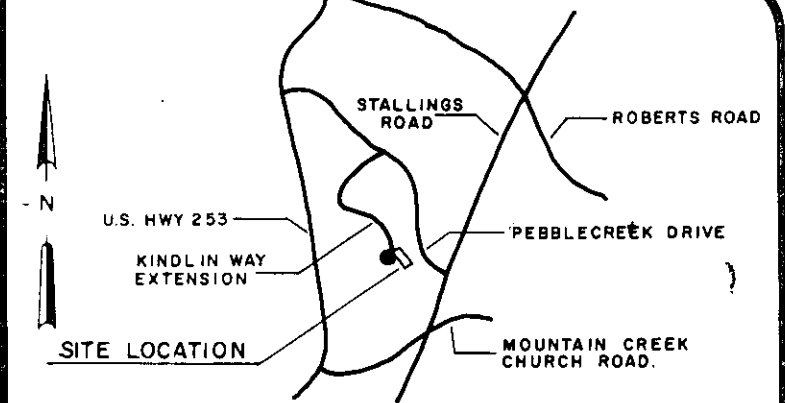 STALLINGS
ROAD
ROBERTS ROAD
N
U.S. HWY 253
PEBBLECREEK DRIVE
KINDLIN WAY
EXTENSION
SITE LOCATION
MOUNTAIN CREEK
CHURCH ROAD.